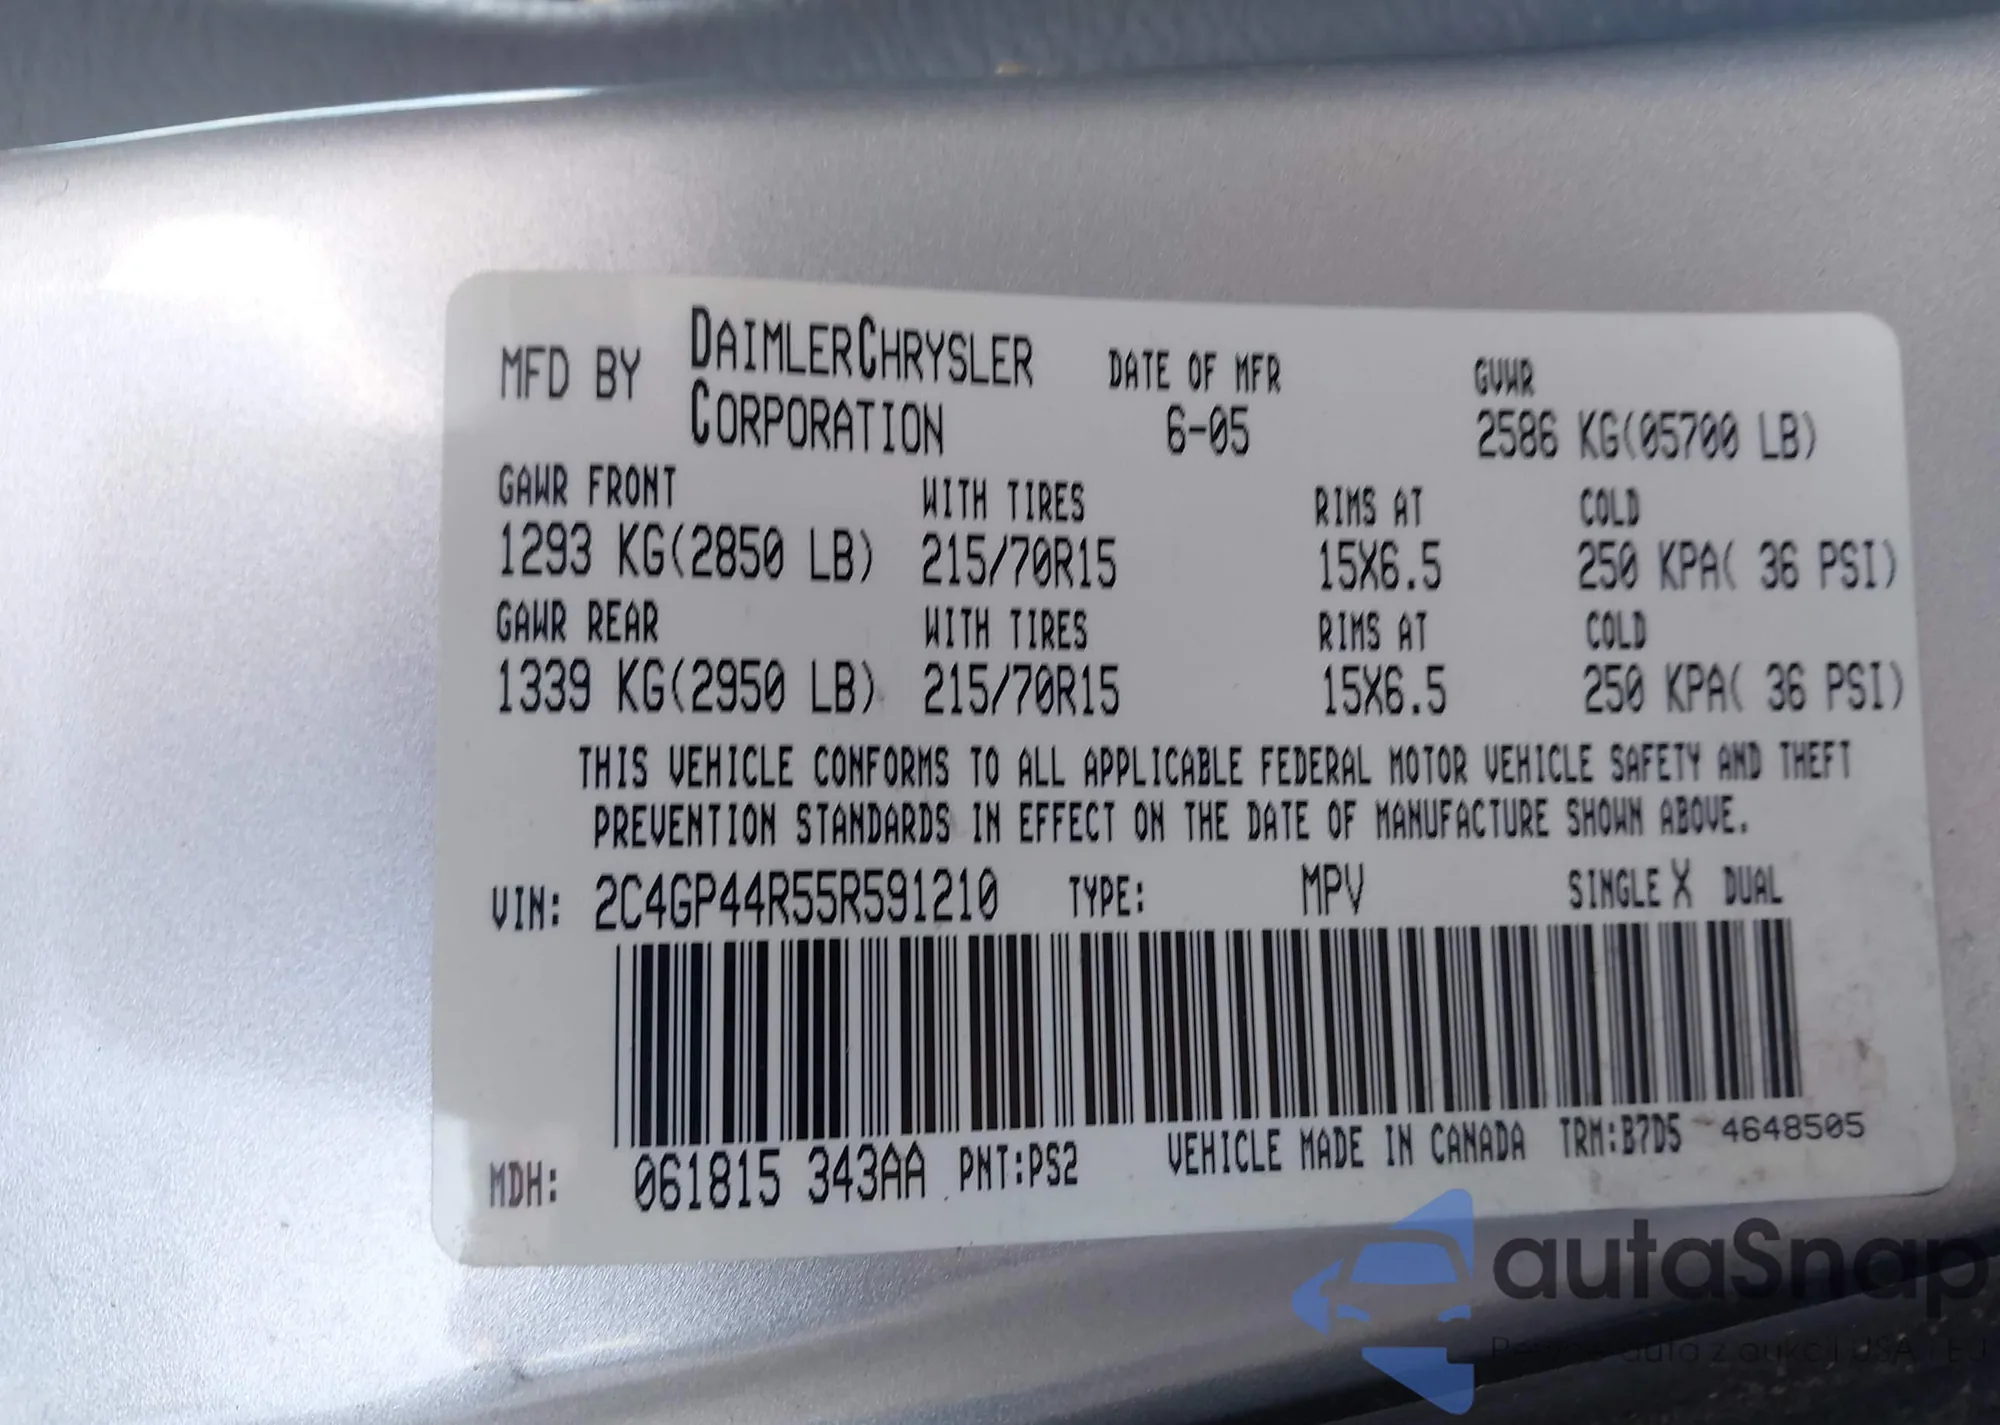 MFD BY DAIMLERCHRYSLER CORPORATION DATE OF MFR 6-05 GVWR 2586 KG(05700 LB)
GAWR FRONT WITH TIRES RIMS AT COLD
1293 KG(2850 LB) 215/70R15 15X6.5 250 KPA( 36 PSI)
GAWR REAR WITH TIRES RIMS AT COLD
1339 KG(2950 LB) 215/70R15 15X6.5 250 KPA( 36 PSI)
THIS VEHICLE CONFORMS TO ALL APPLICABLE FEDERAL MOTOR VEHICLE SAFETY AND THEFT
PREVENTION STANDARDS IN EFFECT ON THE DATE OF MANUFACTURE SHOWN ABOVE.
VIN: 2C4GP44R55R591210 TYPE: MPV SINGLE X DUAL
MDH: 061815 343AA PNT:PS2 VEHICLE MADE IN CANADA TRM:B7D5 4648505
autaSnap
auta z aukcji USA